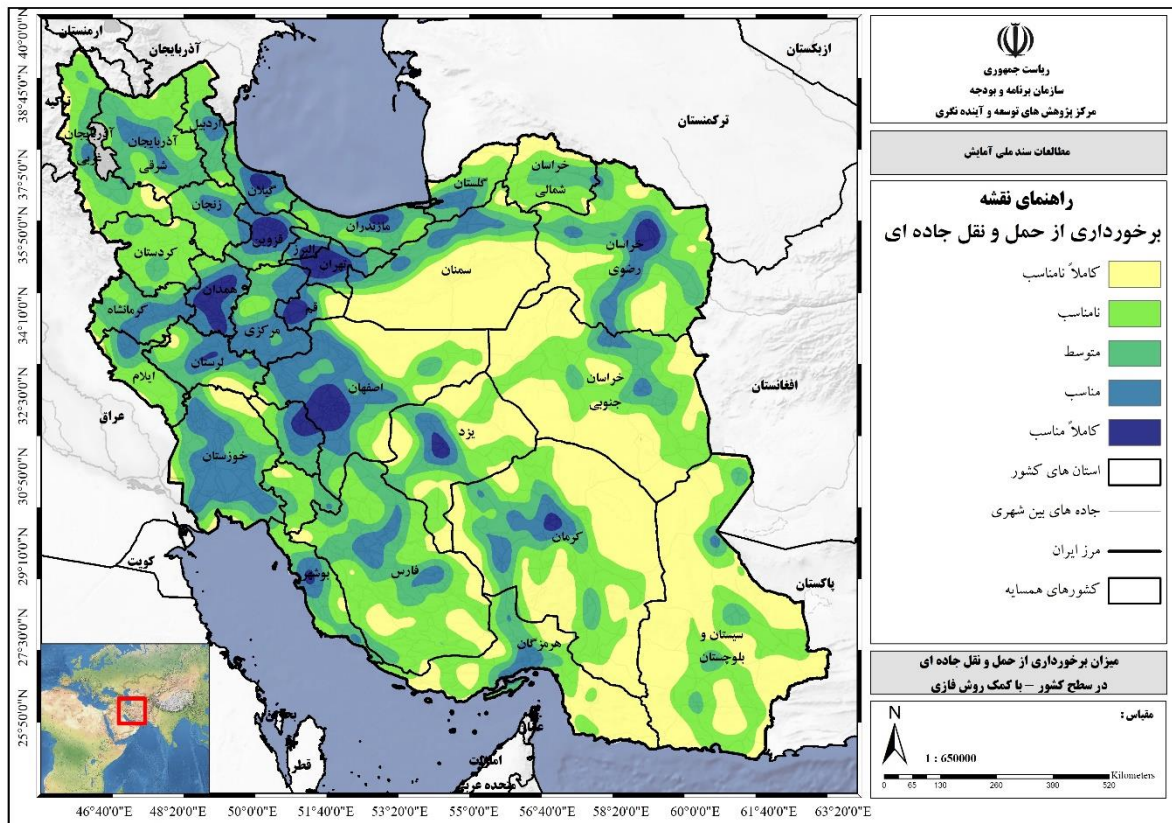 ریاست جمهوری
سازمان برنامه و بودجه
مرکز پژوهش های توسعه و آینده نگری
مطالعات سند ملی آمایش
راهنمای نقشه
برخورداری از حمل و نقل جاده ای
کاملاً نامناسب
نامناسب
متوسط
مناسب
کاملاً مناسب
استان های کشور
جاده های بین شهری
مرز ایران
کشورهای همسایه
میزان برخورداری از حمل و نقل جاده ای
در سطح کشور – با کمک روش فازی
مقیاس :
N
1 : 650000
Kilometers
0 65 130 260 390 520
ارمنستان
آذربایجان
ازبکستان
ترکیه
ترکمنستان
افغانستان
عراق
کویت
پاکستان
بحرین
قطر
امارات
متحده عربی
عمان
آذربایجان
غربی
آذربایجان
شرقی
اردبیل
گیلان
زنجان
کردستان
قزوین
البرز
تهران
مازندران
گلستان
خراسان
شمالی
خراسان
رضوی
سمنان
همدان
کرمانشاه
مرکزی
قم
لرستان
ایلام
اصفهان
خراسان
جنوبی
یزد
خوزستان
کرمان
فارس
بوشهر
هرمزگان
سیستان و
بلوچستان
40°0'0"N
38°45'0"N
37°5'0"N
35°50'0"N
34°10'0"N
32°30'0"N
30°50'0"N
29°10'0"N
27°30'0"N
25°50'0"N
46°40'0"E
48°20'0"E
50°0'0"E
51°40'0"E
53°20'0"E
55°0'0"E
56°40'0"E
58°20'0"E
60°0'0"E
61°40'0"E
63°20'0"E